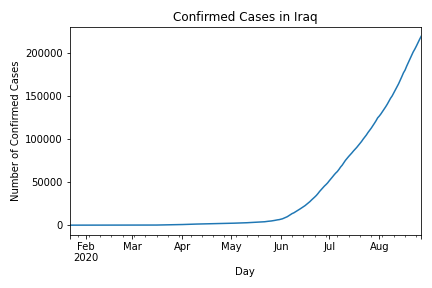 Confirmed Cases in Iraq
Number of Confirmed Cases
200000
150000
100000
50000
0
Feb
2020
Mar
Apr
May
Jun
Jul
Aug
Day